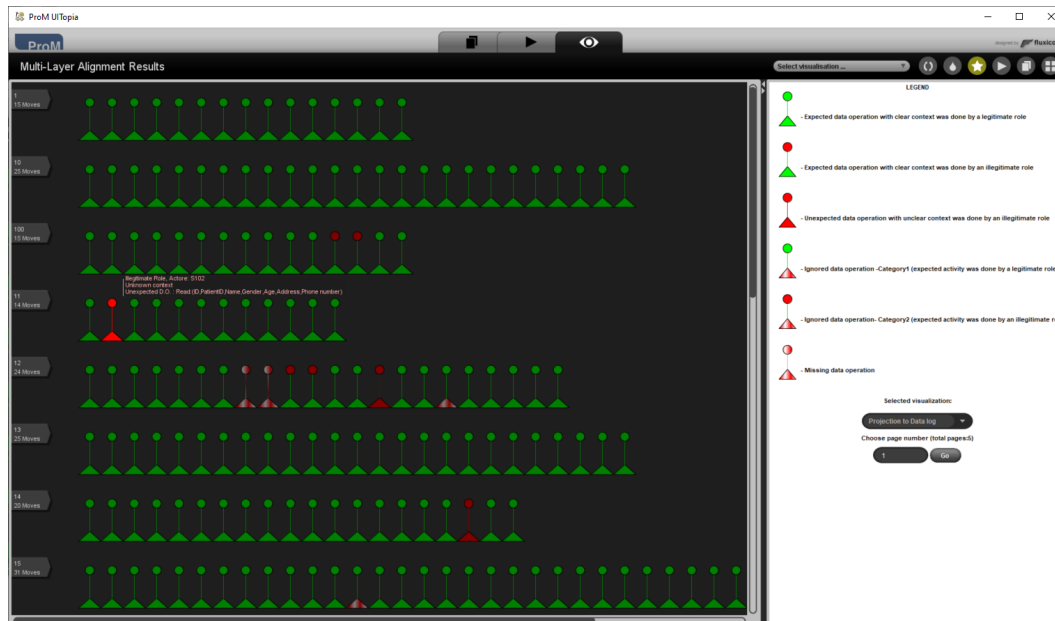 ProM UITopia
ProM
designed by fluxicon
Multi-Layer Alignment Results
Select visualisation ...
1
15 Moves
10
25 Moves
100
15 Moves
Illegitimate Role, Actore: S102
Unknown context
Unexpected D.O. : Read (ID,PatientID,Name,Gender,Age,Address,Phone number)
11
14 Moves
12
24 Moves
13
25 Moves
14
20 Moves
15
31 Moves
LEGEND
- Expected data operation with clear context was done by a legitimate role
- Expected data operation with clear context was done by an illegitimate role
- Unexpected data operation with unclear context was done by an illegitimate role
- Ignored data operation -Category1 (expected activity was done by a legitimate role
- Ignored data operation- Category2 (expected activity was done by an illegitimate r
- Missing data operation
Selected visualization:
Projection to Data log
Choose page number (total pages:5)
1
Go